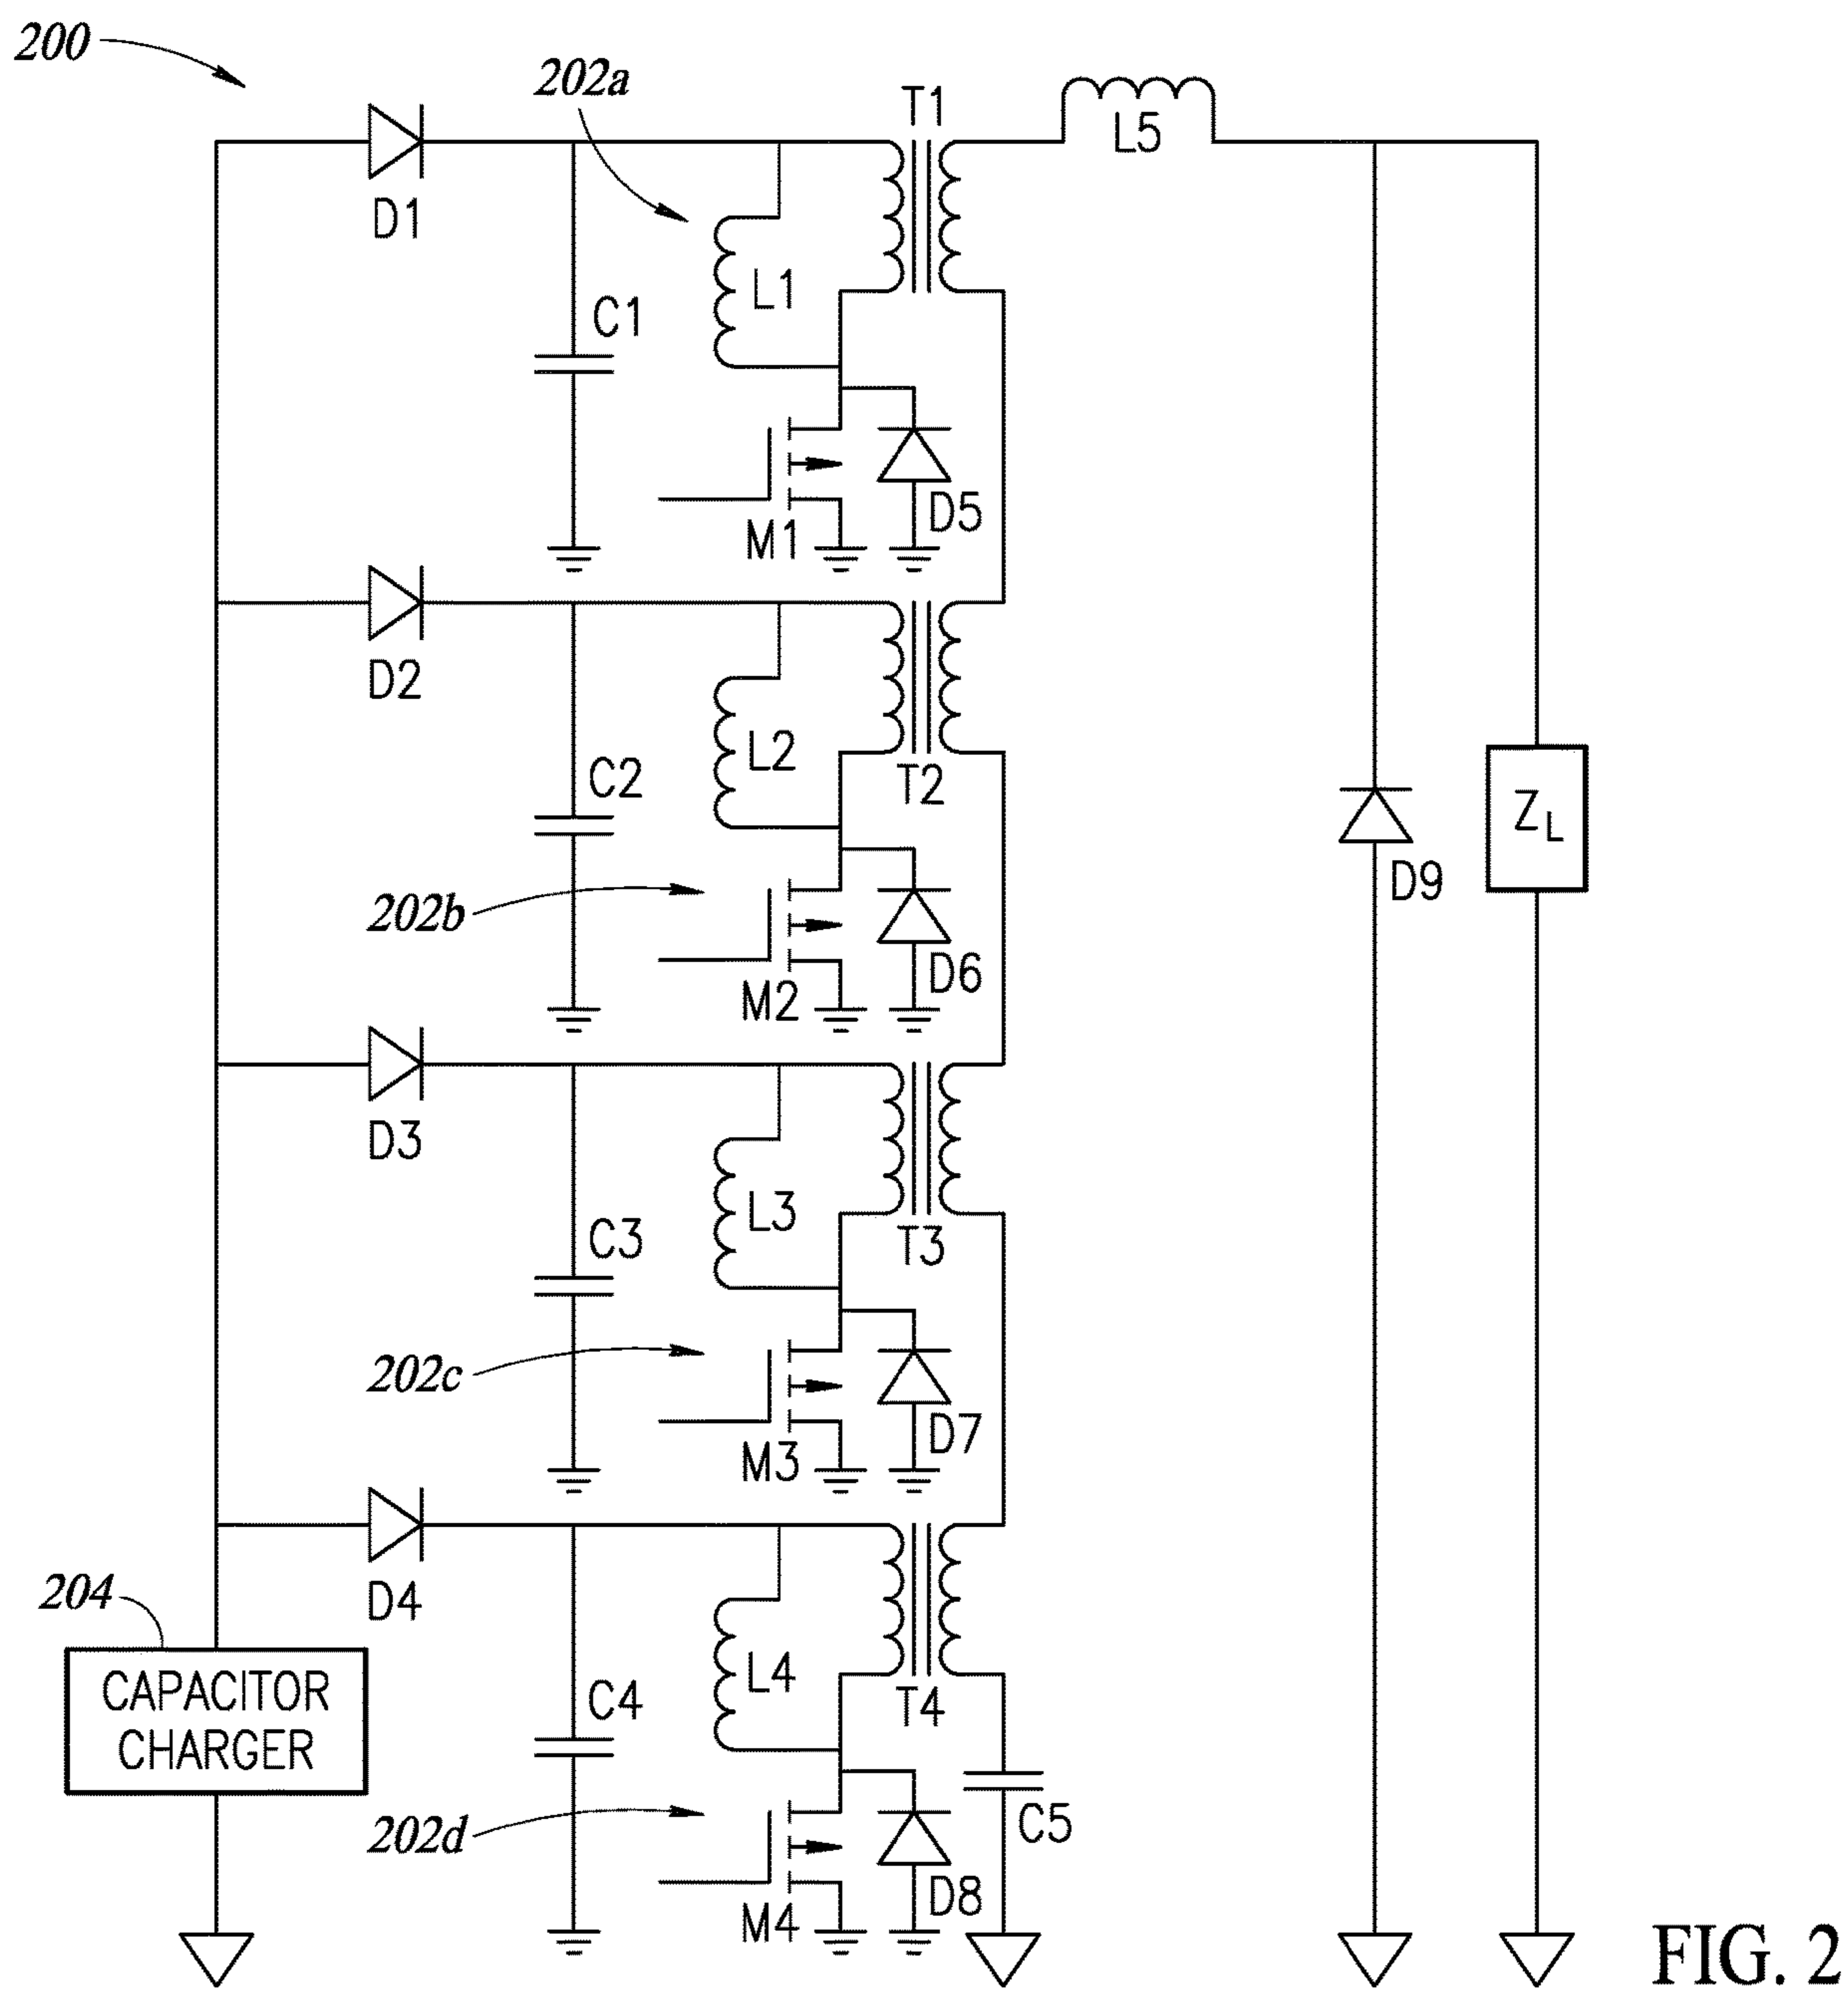 200
202a
T1
L5
D1
L1
C1
M1
D5
D2
L2
C2
T2
202b
M2
D6
D9
Z_L
D3
L3
C3
T3
202c
M3
D7
D4
204
L4
C4
T4
CAPACITOR
CHARGER
C5
202d
M4
D8
FIG. 2